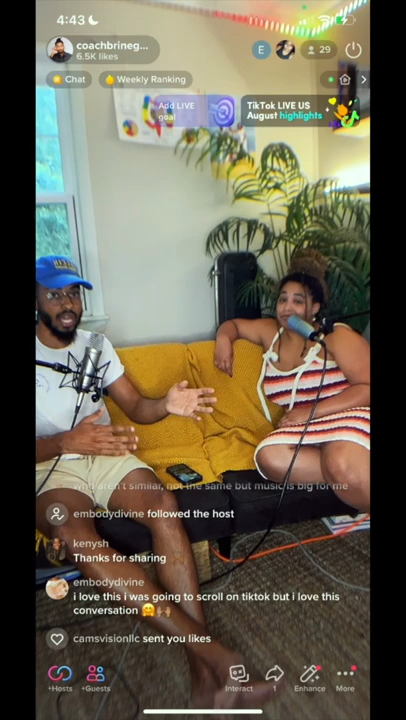 4:43
coachbrineg...
6.5K likes
E
29
Chat
Weekly Ranking
Add LIVE
goal
TikTok LIVE US
August highlights
who aren't similar, not the same but music is big for me
embodydivine followed the host
kenysh
Thanks for sharing
embodydivine
i love this i was going to scroll on tiktok but i love this
conversation 🤗🙌🏽
camsvisionllc sent you likes
+Hosts
+Guests
Interact
1
Enhance
More